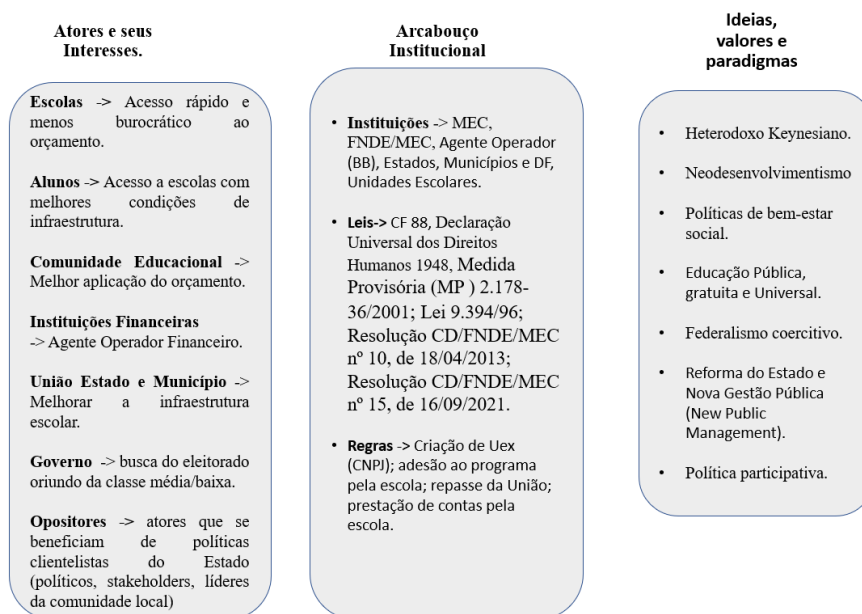 Atores e seus
Interesses.
Escolas -> Acesso rápido e
menos burocrático ao
orçamento.
Alunos -> Acesso a escolas com
melhores condições de
infraestrutura.
Comunidade Educacional ->
Melhor aplicação do orçamento.
Instituições Financeiras
-> Agente Operador Financeiro.
União Estado e Município ->
Melhorar a infraestrutura
escolar.
Governo -> busca do eleitorado
oriundo da classe média/baixa.
Opositores -> atores que se
beneficiam de políticas
clientelistas do Estado
(políticos, stakeholders, líderes
da comunidade local)
Arcabouço
Institucional
• Instituições -> MEC,
FNDE/MEC, Agente Operador
(BB), Estados, Municípios e DF,
Unidades Escolares.
• Leis-> CF 88, Declaração
Universal dos Direitos
Humanos 1948, Medida
Provisória (MP ) 2.178-
36/2001; Lei 9.394/96;
Resolução CD/FNDE/MEC
nº 10, de 18/04/2013;
Resolução CD/FNDE/MEC
nº 15, de 16/09/2021.
• Regras -> Criação de Uex
(CNPJ); adesão ao programa
pela escola; repasse da União;
prestação de contas pela
escola.
Ideias,
valores e
paradigmas
• Heterodoxo Keynesiano.
• Neodesenvolvimentismo
• Políticas de bem-estar
social.
• Educação Pública,
gratuita e Universal.
• Federalismo coercitivo.
• Reforma do Estado e
Nova Gestão Pública
(New Public
Management).
• Política participativa.